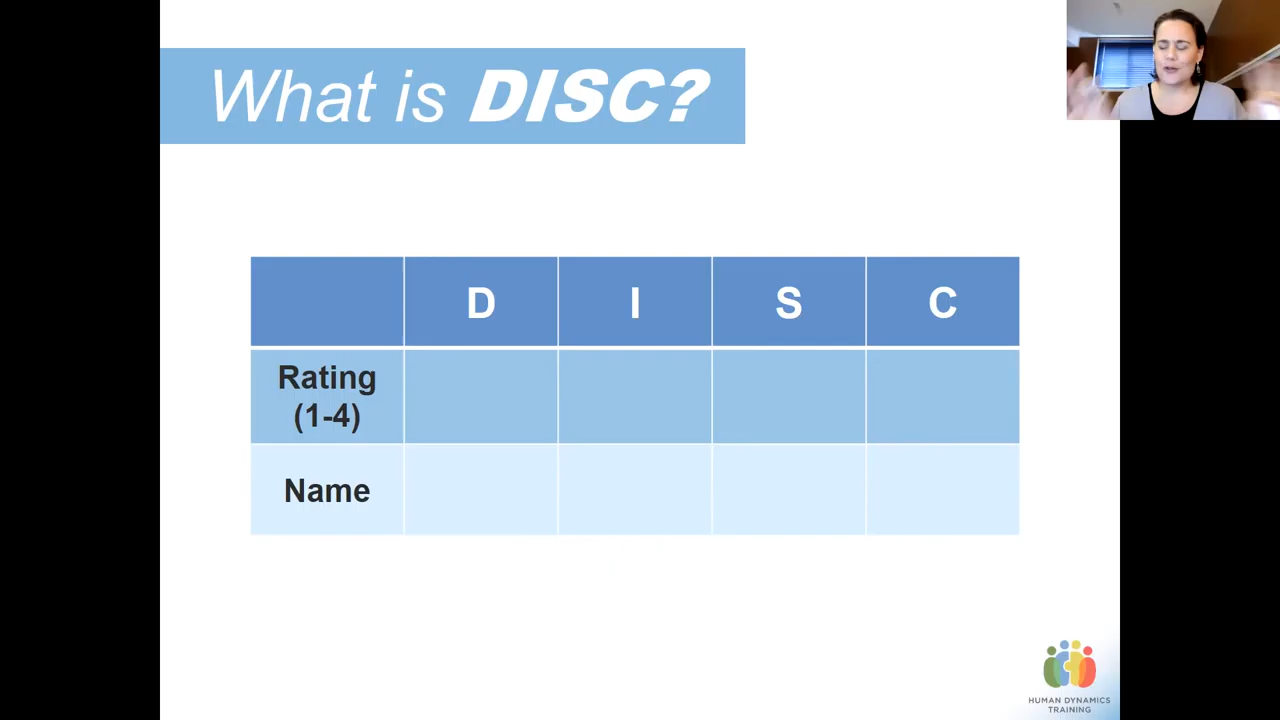 What is DISC?
D I S C
Rating
(1-4)
Name
HUMAN DYNAMICS
TRAINING